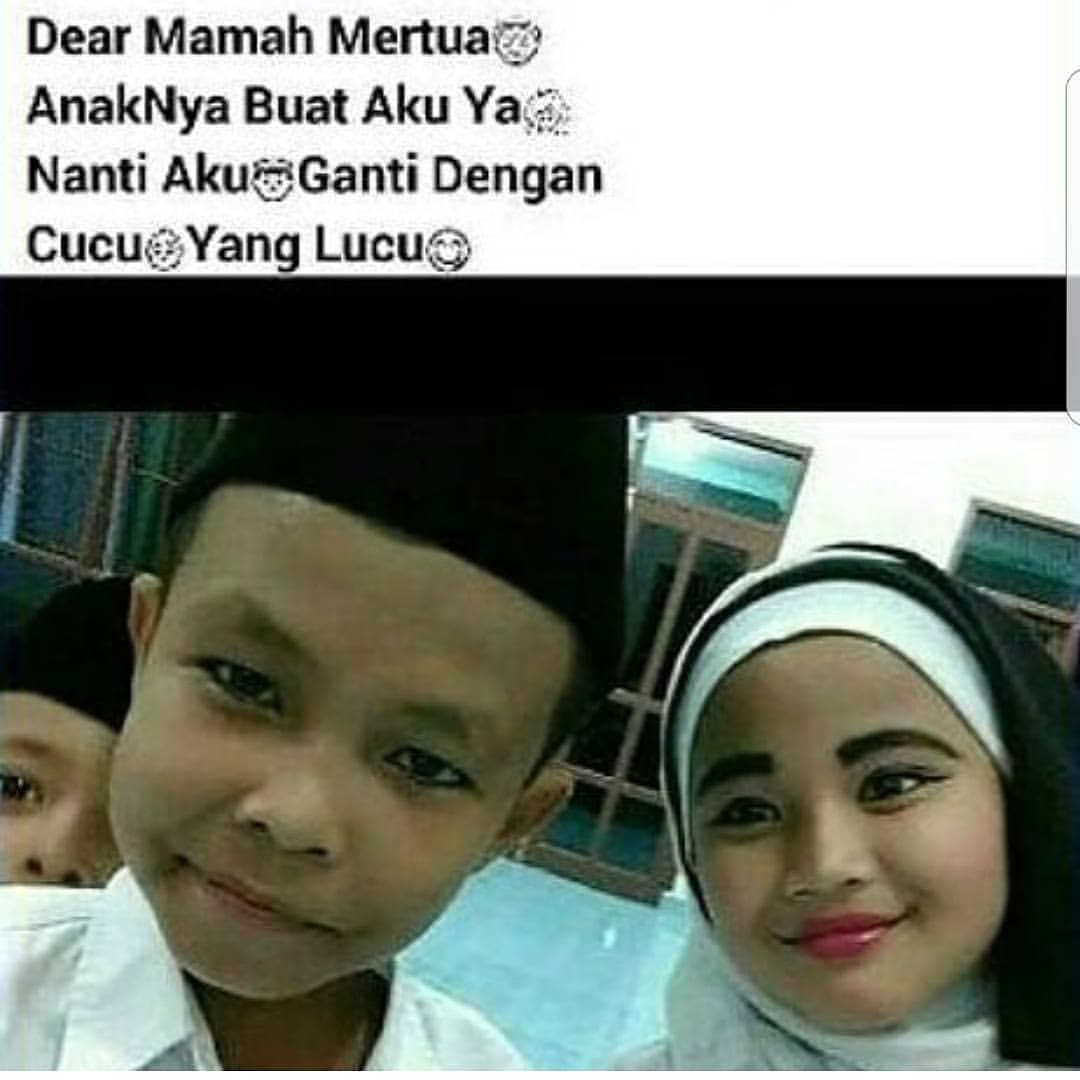 Dear Mamah Mertua
AnakNya Buat Aku Ya
Nanti Aku Ganti Dengan
Cucu Yang Lucu